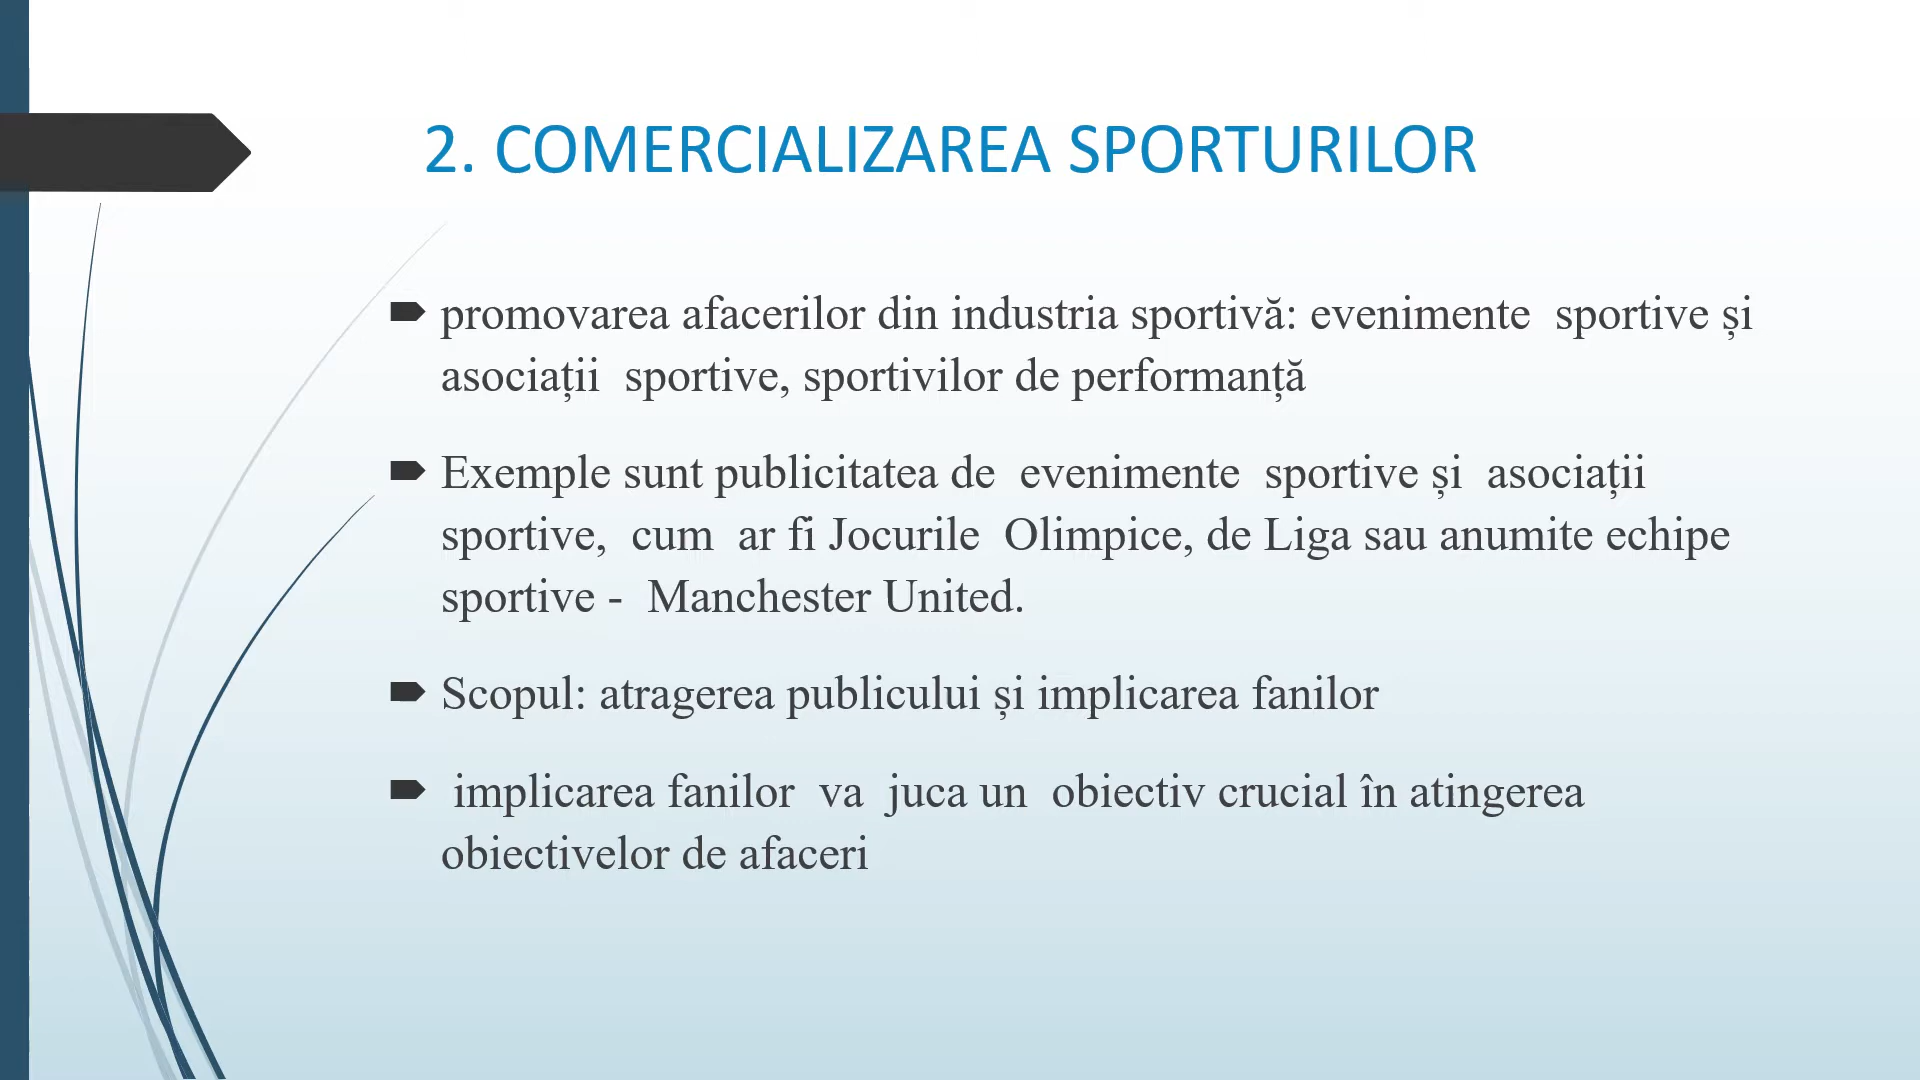 2. COMERCIALIZAREA SPORTURILOR
promovarea afacerilor din industria sportivă: evenimente sportive și
asociații sportive, sportivilor de performanță
Exemple sunt publicitatea de evenimente sportive și asociații
sportive, cum ar fi Jocurile Olimpice, de Liga sau anumite echipe
sportive - Manchester United.
Scopul: atragerea publicului și implicarea fanilor
implicarea fanilor va juca un obiectiv crucial în atingerea
obiectivelor de afaceri